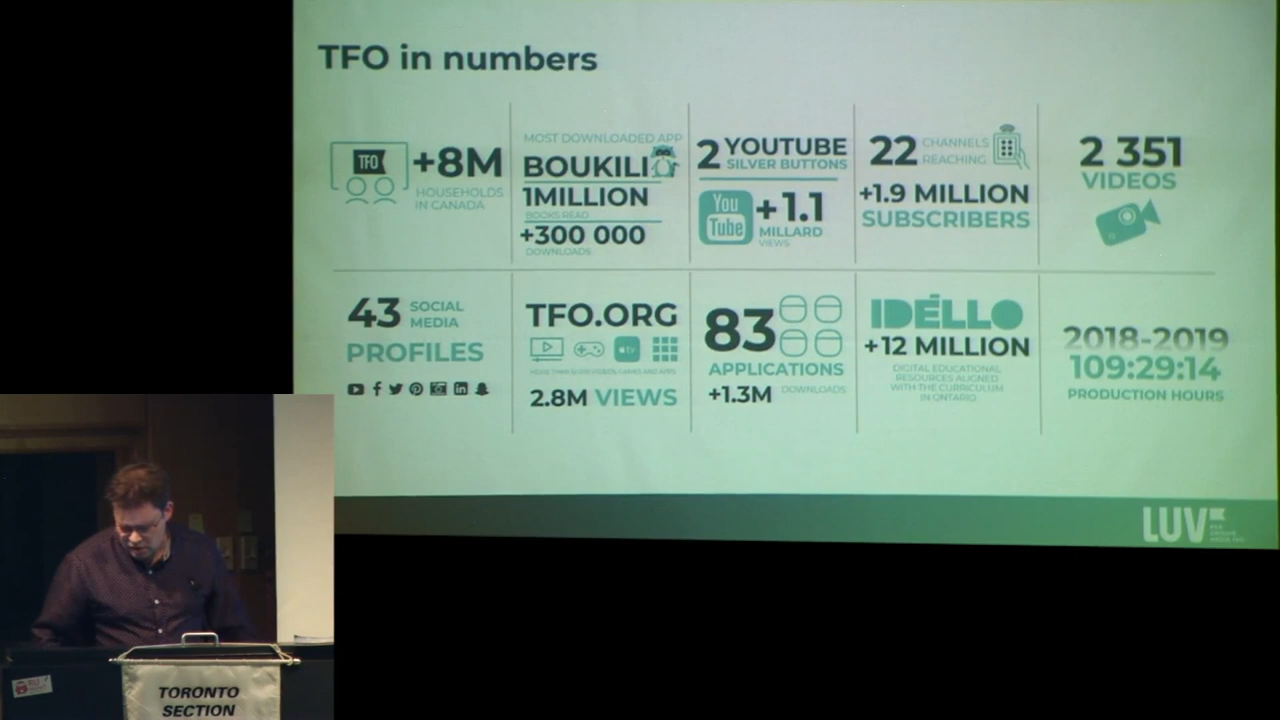 TFO in numbers
TFO
+8M
HOUSEHOLDS
IN CANADA
MOST DOWNLOADED APP
BOUKILI
1MILLION
BOOKS READ
+300 000
DOWNLOADS
2 YOUTUBE
SILVER BUTTONS
You
Tube
+1.1
MILLARD
VIEWS
22 CHANNELS
REACHING
+1.9 MILLION
SUBSCRIBERS
2 351
VIDEOS
43 SOCIAL
MEDIA
PROFILES
TFO.ORG
tv
2.8M VIEWS
83
APPLICATIONS
+1.3M DOWNLOADS
IDÉLLO
+12 MILLION
DIGITAL EDUCATIONAL
RESOURCES ALIGNED
WITH THE CURRICULUM
IN ONTARIO
2018-2019
109:29:14
PRODUCTION HOURS
LUV
TORONTO
SECTION